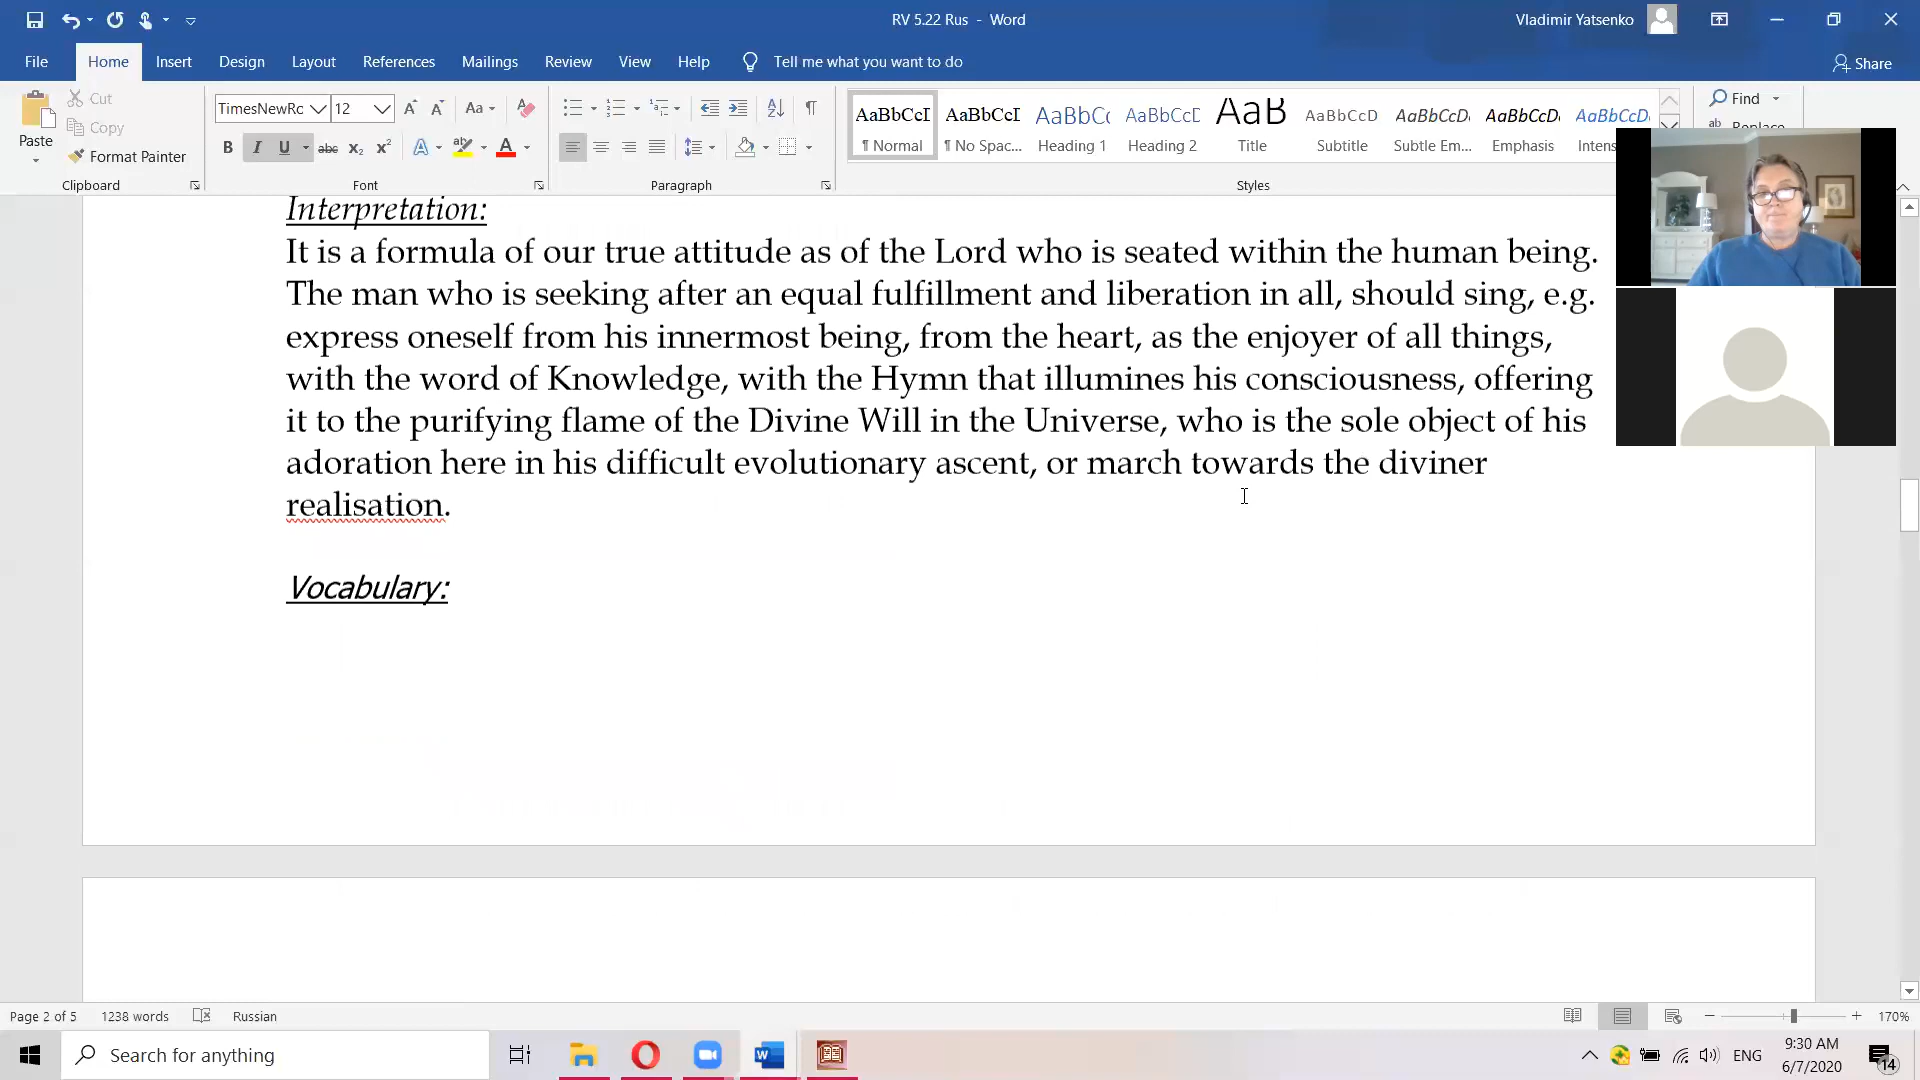 RV 5.22 Rus - Word
Vladimir Yatsenko
File Home Insert Design Layout References Mailings Review View Help Tell me what you want to do Share
Paste
Cut
Copy
Format Painter
Clipboard
TimesNewRc 12
Aa
B I U abc x₂ x² A A
Font
Paragraph
AaBbCcI AaBbCcI AaBbC( AaBbCcD AaB AaBbCcD AaBbCcD. AaBbCcD. AaBbCcD.
¶ Normal ¶ No Spac... Heading 1 Heading 2 Title Subtitle Subtle Em... Emphasis Intens
Styles
Find
Replace
Interpretation:
It is a formula of our true attitude as of the Lord who is seated within the human being.
The man who is seeking after an equal fulfillment and liberation in all, should sing, e.g.
express oneself from his innermost being, from the heart, as the enjoyer of all things,
with the word of Knowledge, with the Hymn that illumines his consciousness, offering
it to the purifying flame of the Divine Will in the Universe, who is the sole object of his
adoration here in his difficult evolutionary ascent, or march towards the diviner
realisation.
Vocabulary:
Page 2 of 5 1238 words Russian 170%
Search for anything
ENG
9:30 AM
6/7/2020
14